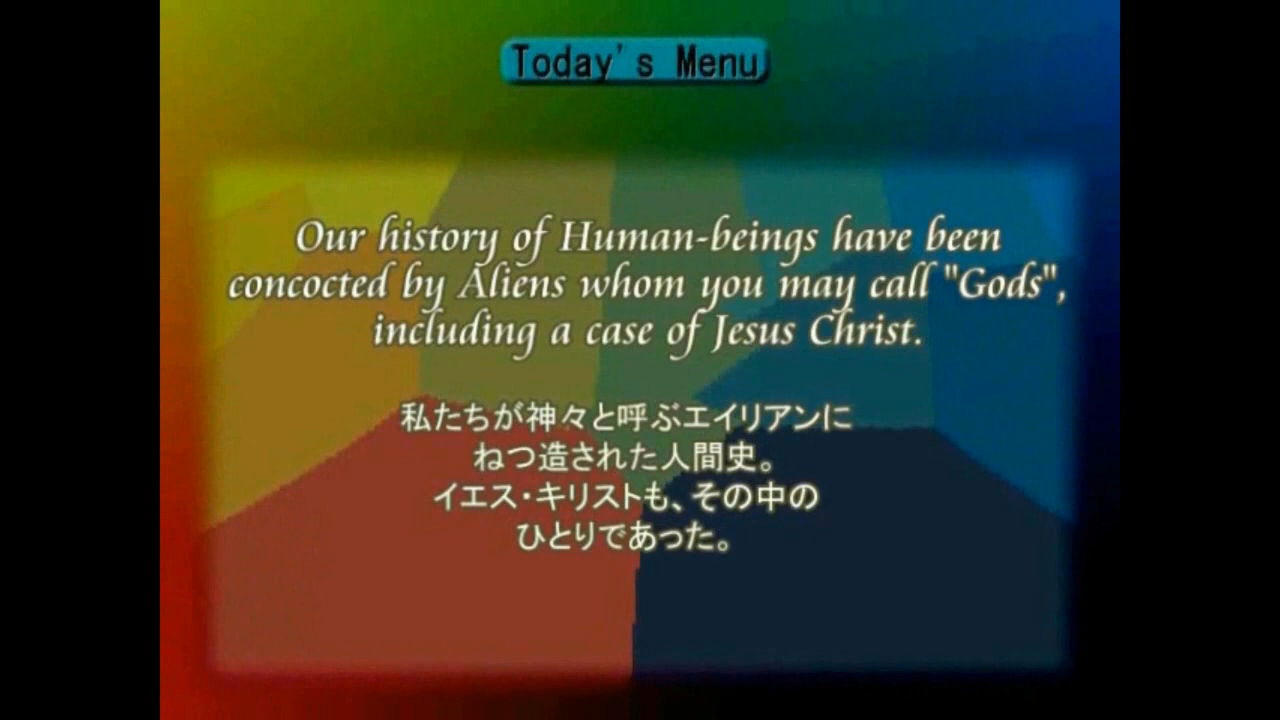 Today's Menu
Our history of Human-beings have been
concocted by Aliens whom you may call "Gods",
including a case of Jesus Christ.
私たちが神々と呼ぶエイリアンに
ねつ造された人間史。
イエス・キリストも、その中の
ひとりであった。